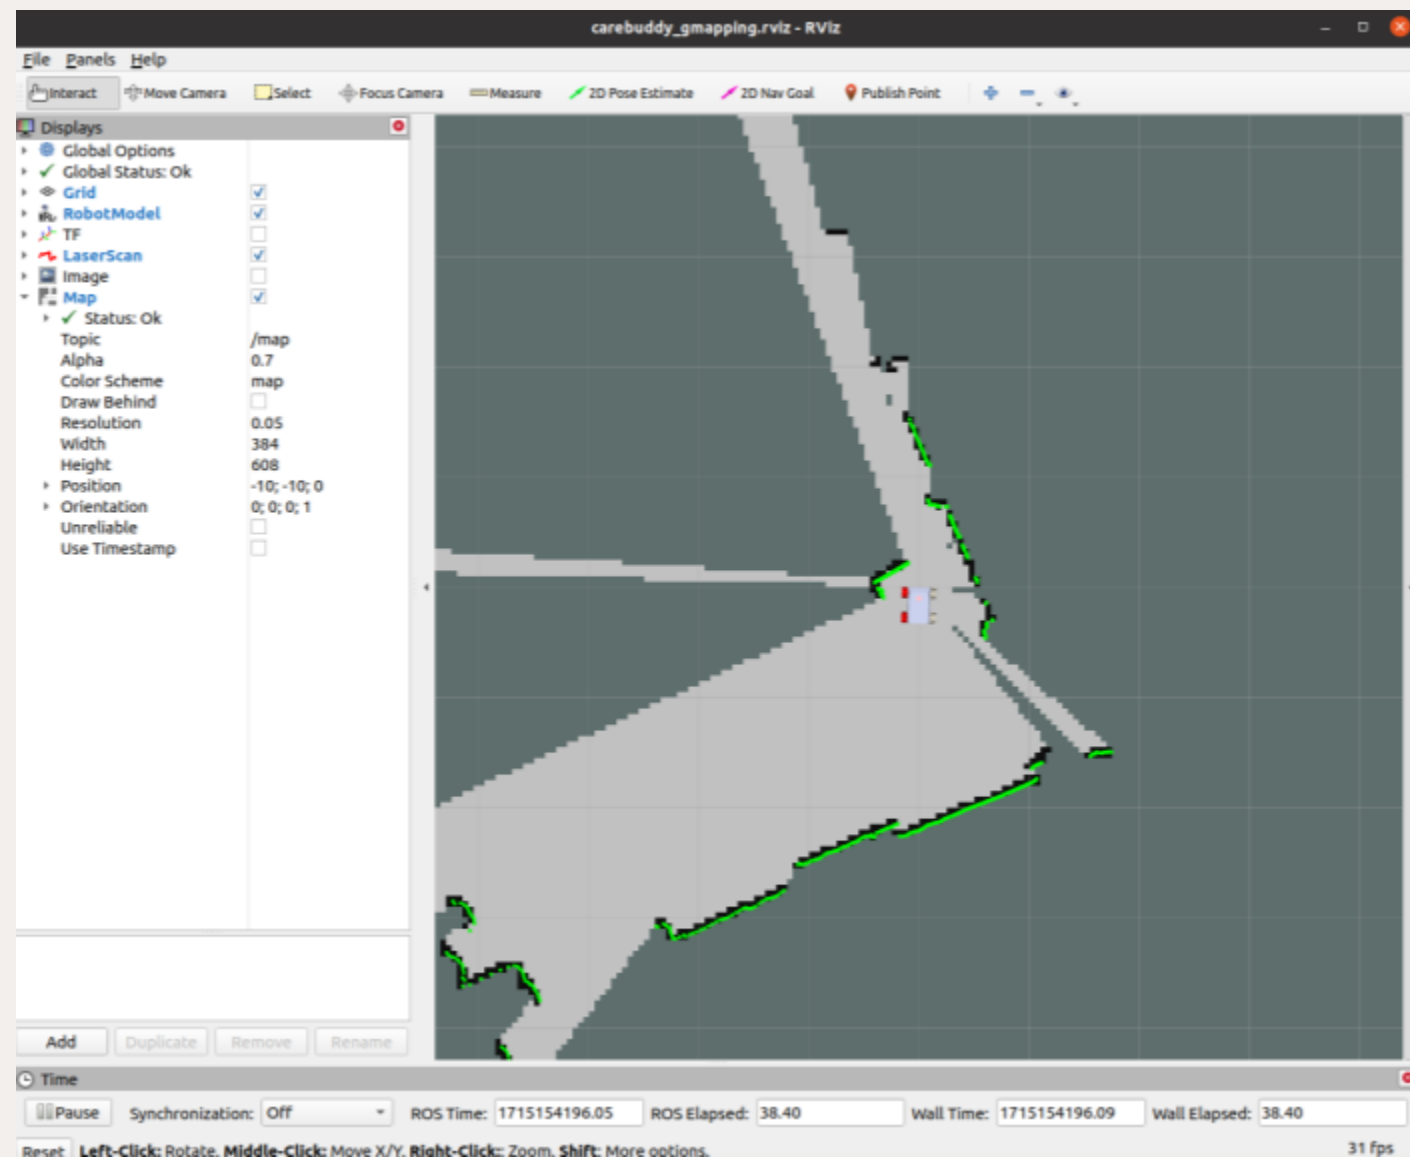 carebuddy_gmapping.rviz - RViz
File Panels Help
Interact Move Camera Select Focus Camera Measure 2D Pose Estimate 2D Nav Goal Publish Point
Displays
Global Options
Global Status: Ok
Grid
RobotModel
TF
LaserScan
Image
Map
Status: Ok
Topic /map
Alpha 0.7
Color Scheme map
Draw Behind
Resolution 0.05
Width 384
Height 608
Position -10; -10; 0
Orientation 0; 0; 0; 1
Unreliable
Use Timestamp
Add Duplicate Remove Rename
Time
Pause Synchronization: Off ROS Time: 1715154196.05 ROS Elapsed: 38.40 Wall Time: 1715154196.09 Wall Elapsed: 38.40
Reset Left-Click: Rotate. Middle-Click: Move X/Y. Right-Click:: Zoom. Shift: More options. 31 fps